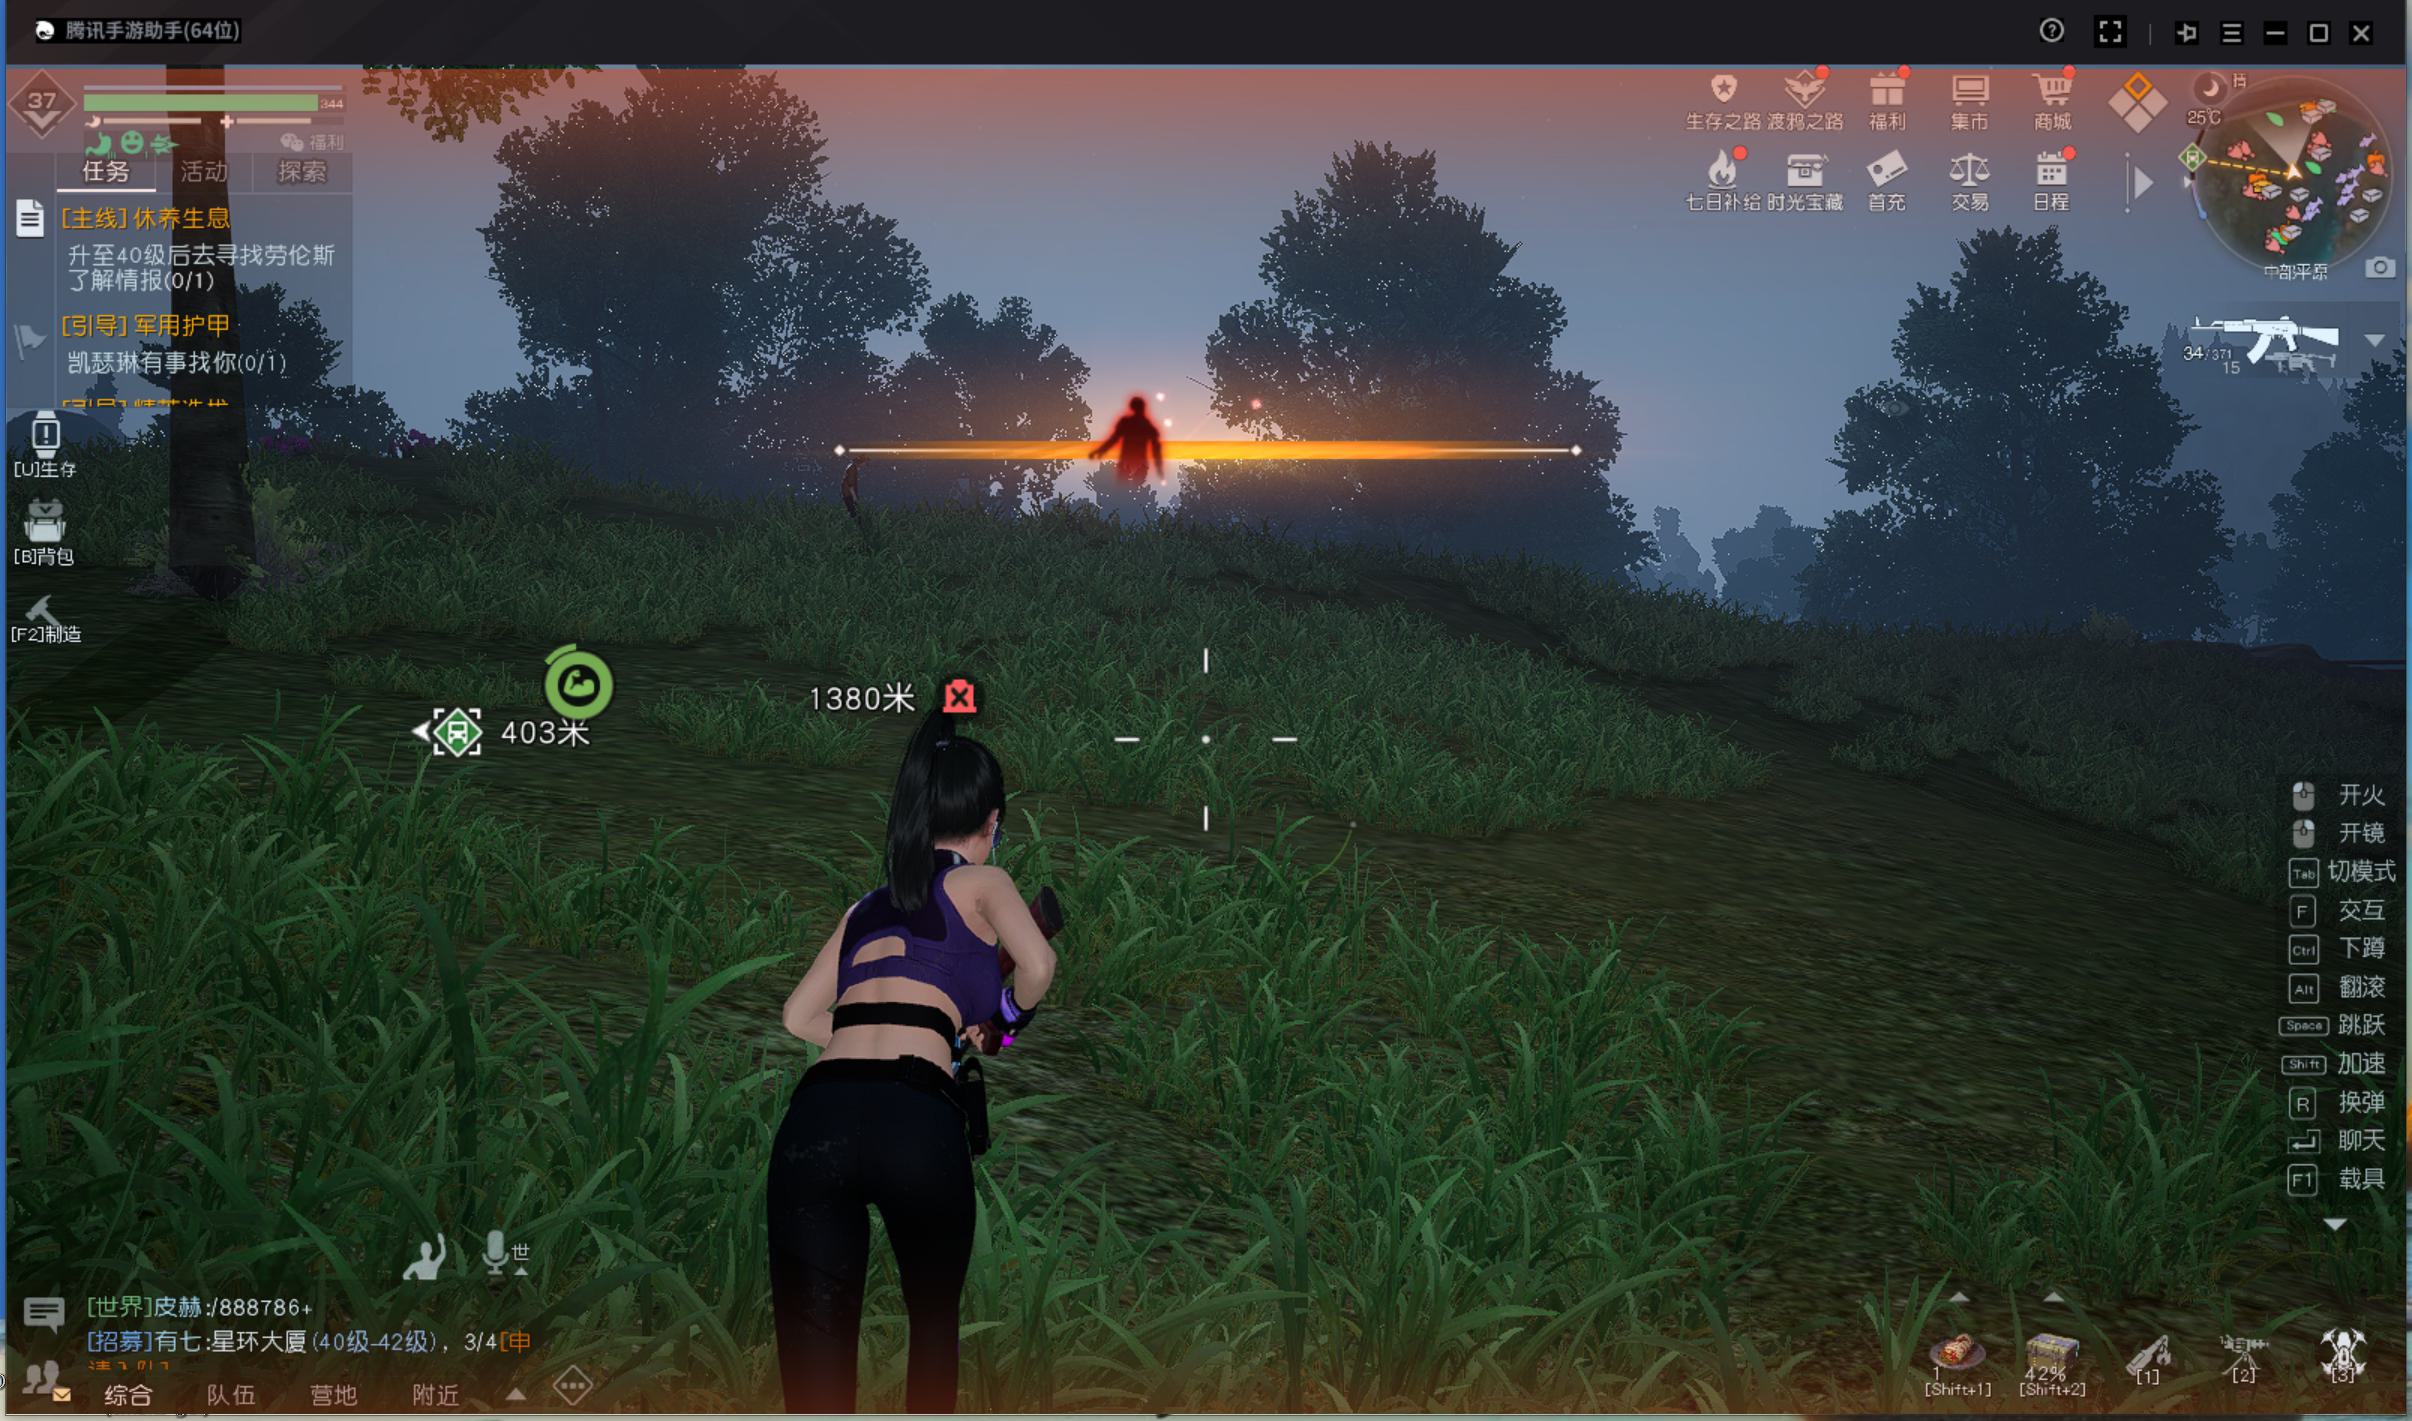 腾讯手游助手(64位)
37
344
福利
任务 活动 探索
[主线]休养生息
升至40级后去寻找劳伦斯
了解情报(0/1)
[引导]军用护甲
凯瑟琳有事找你(0/1)
[U]生存
[B]背包
[F2]制造
生存之路 渡鸦之路 福利 集市 商城
七日补给 时光宝藏 首充 交易 日程
25℃
中部平原
34/371
15
1380米
403米
开火
开镜
Tab 切模式
F 交互
Ctrl 下蹲
Alt 翻滚
Space 跳跃
Shift 加速
R 换弹
聊天
F1 载具
世
[世界]皮赫:/888786+
[招募]有七:星环大厦(40级-42级)，3/4[申
请入队]
综合 队伍 营地 附近
1
[Shift+1]
42%
[Shift+2]
[1]
[2]
[3]